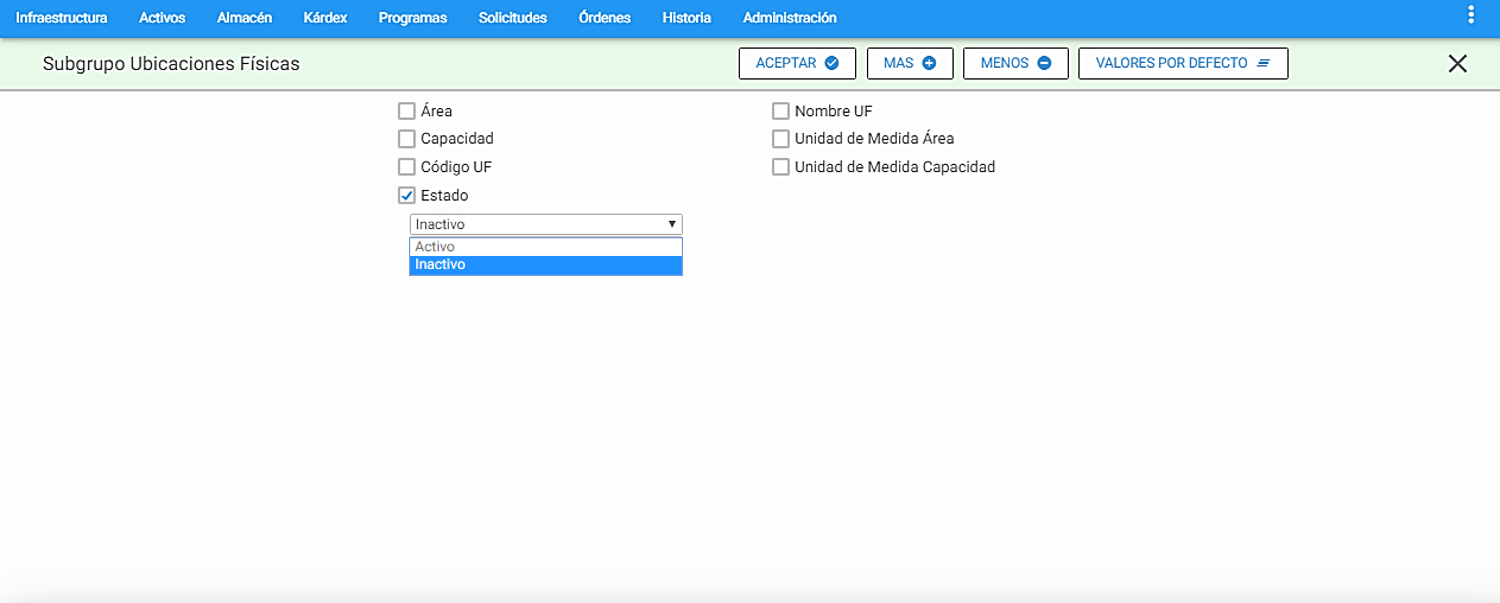 Infraestructura Activos Almacén Kárdex Programas Solicitudes Órdenes Historia Administración
Subgrupo Ubicaciones Físicas ACEPTAR MAS MENOS VALORES POR DEFECTO
Área Nombre UF
Capacidad Unidad de Medida Área
Código UF Unidad de Medida Capacidad
Estado
Inactivo
Activo
Inactivo